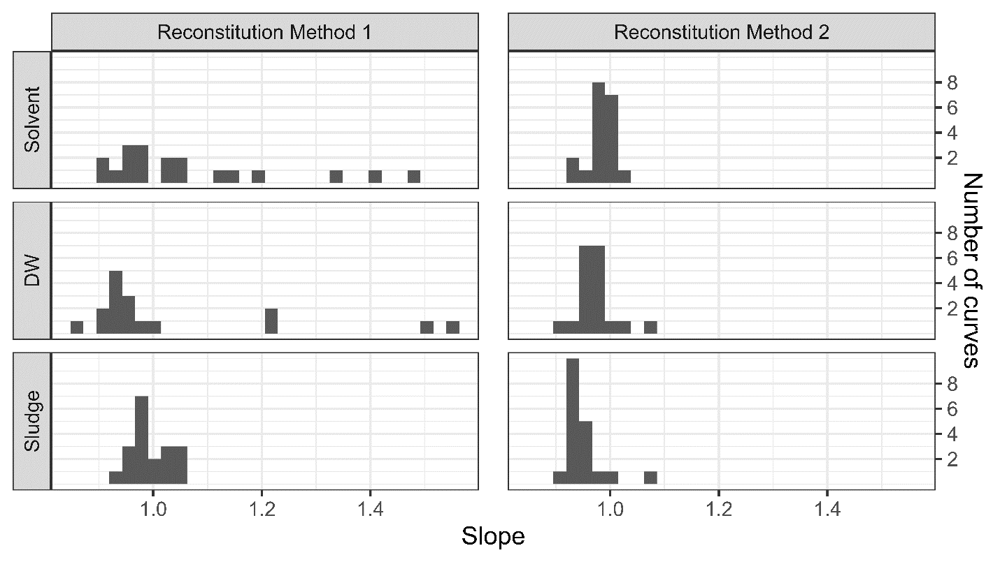 Reconstitution Method 1
Reconstitution Method 2
Solvent
8
6
4
2
DW
8
6
4
2
Sludge
8
6
4
2
Number of curves
1.0
1.2
1.4
1.0
1.2
1.4
Slope